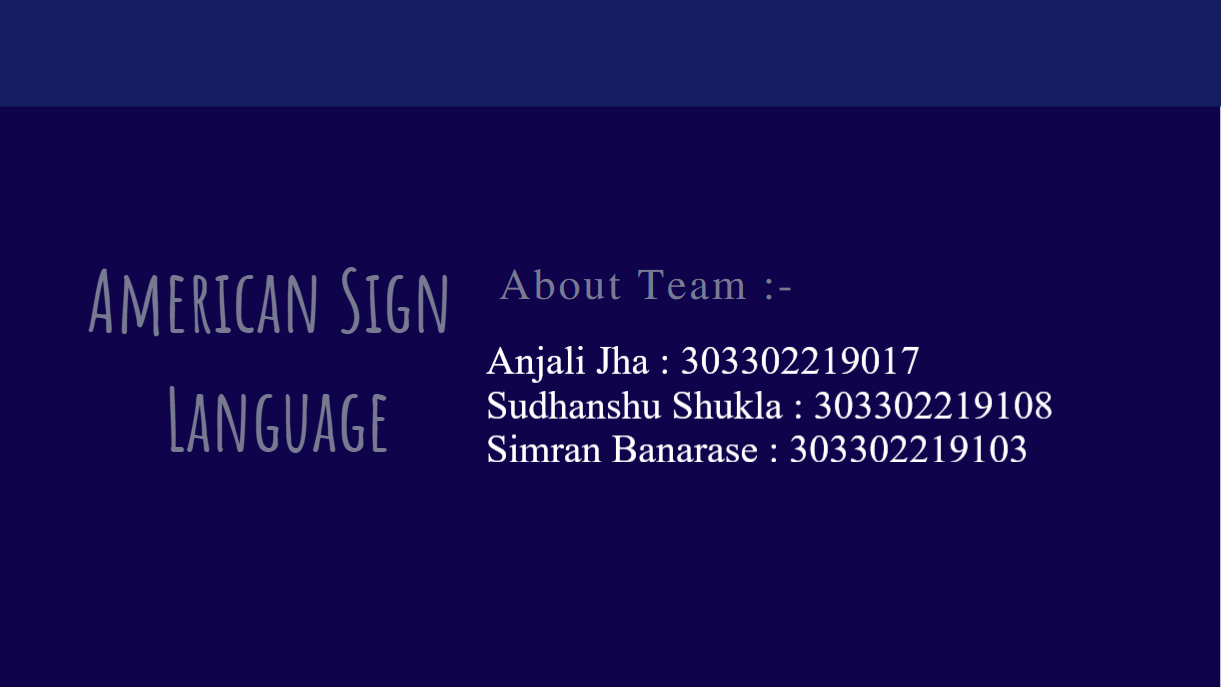 American Sign
Language
About Team :-
Anjali Jha : 303302219017
Sudhanshu Shukla : 303302219108
Simran Banarase : 303302219103